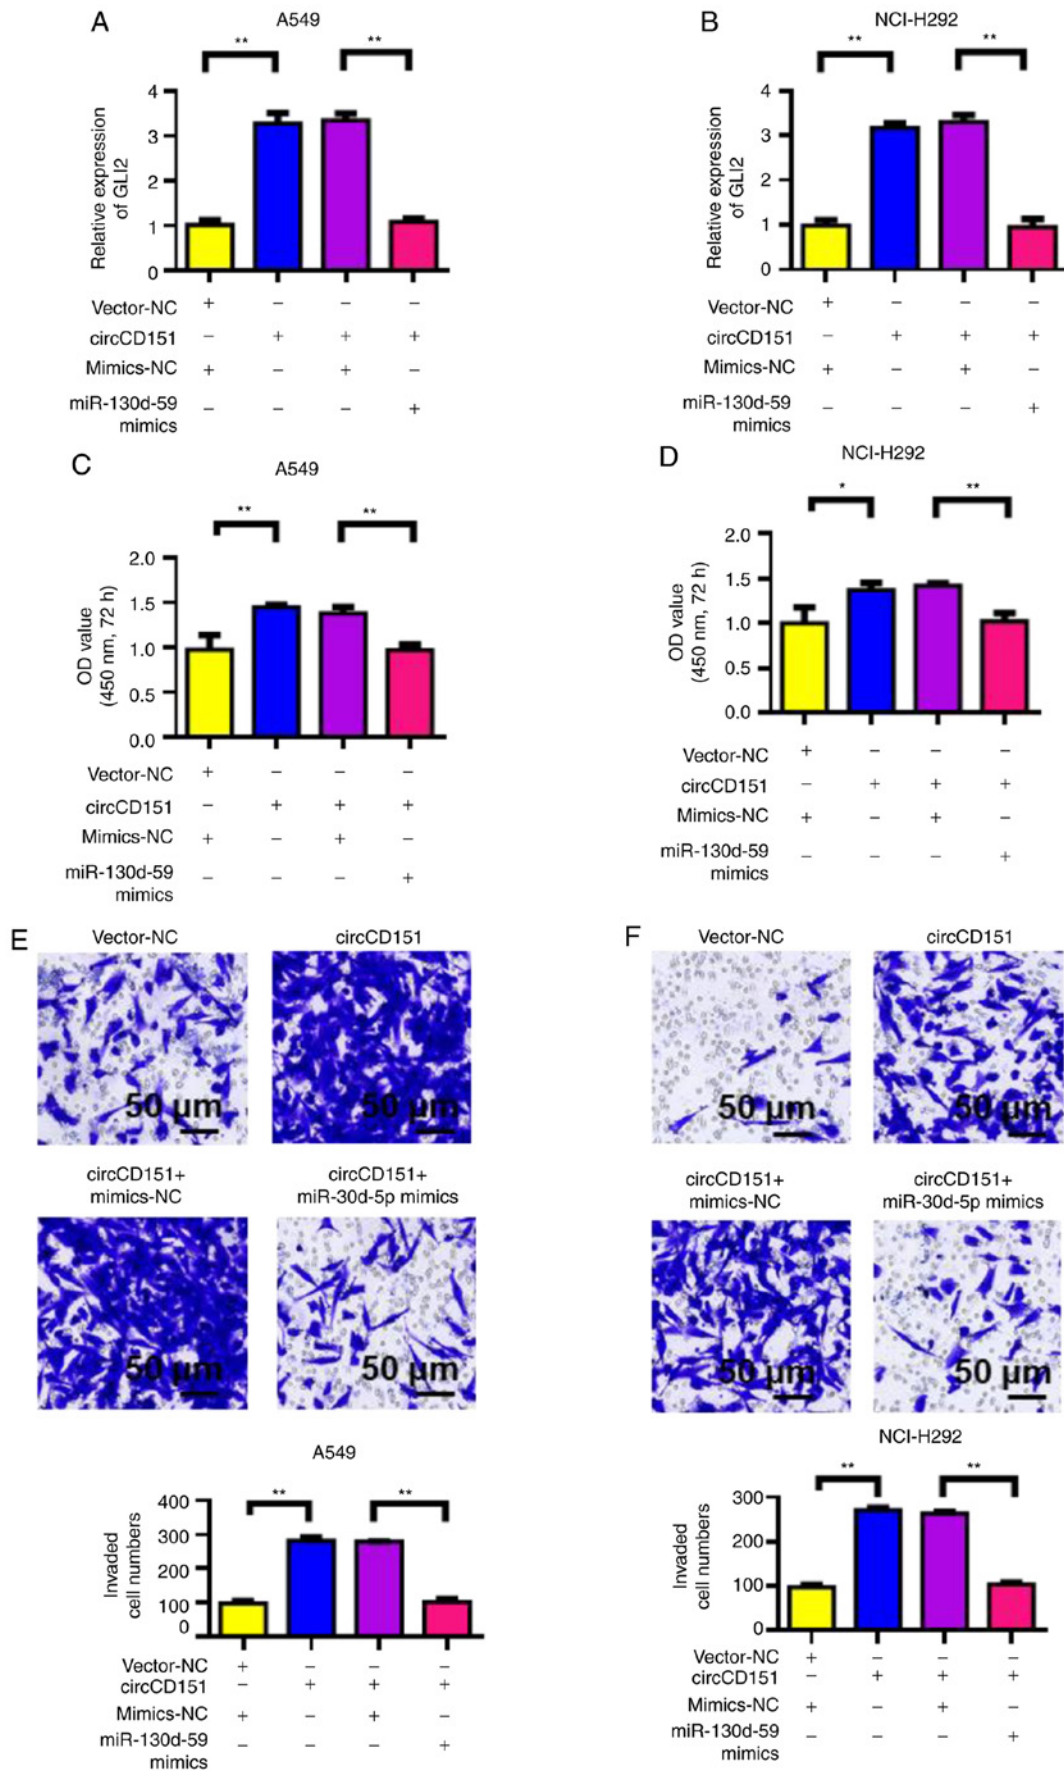 A
A549
**
**
Relative expression
of GLI2
4
3
2
1
0
Vector-NC + – – –
circCD151 – + + +
Mimics-NC + – + –
miR-130d-59
mimics – – – +
B
NCI-H292
**
**
Relative expression
of GLI2
4
3
2
1
0
Vector-NC + – – –
circCD151 – + + +
Mimics-NC + – + –
miR-130d-59
mimics – – – +
C
A549
**
**
OD value
(450 nm, 72 h)
2.0
1.5
1.0
0.5
0.0
Vector-NC + – – –
circCD151 – + + +
Mimics-NC + – + –
miR-130d-59
mimics – – – +
D
NCI-H292
*
**
OD value
(450 nm, 72 h)
2.0
1.5
1.0
0.5
0.0
Vector-NC + – – –
circCD151 – + + +
Mimics-NC + – + –
miR-130d-59
mimics – – – +
E
Vector-NC
circCD151
50 µm
50 µm
circCD151+
mimics-NC
circCD151+
miR-30d-5p mimics
50 µm
50 µm
A549
**
**
Invaded
cell numbers
400
300
200
100
0
Vector-NC + – – –
circCD151 – + + +
Mimics-NC + – + –
miR-130d-59
mimics – – – +
F
Vector-NC
circCD151
50 µm
50 µm
circCD151+
mimics-NC
circCD151+
miR-30d-5p mimics
50 µm
50 µm
NCI-H292
**
**
Invaded
cell numbers
300
200
100
0
Vector-NC + – – –
circCD151 – + + +
Mimics-NC + – + –
miR-130d-59
mimics – – – +